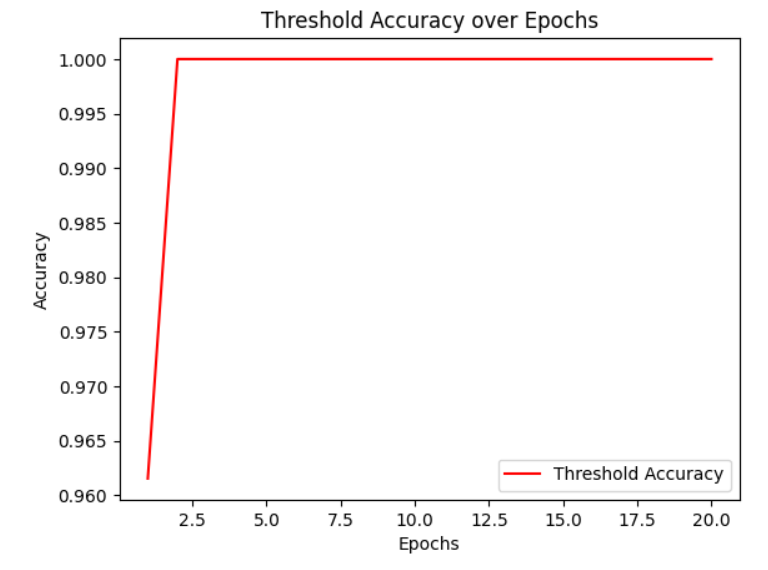 Threshold Accuracy over Epochs
1.000
0.995
0.990
0.985
0.980
0.975
0.970
0.965
0.960
Accuracy
Threshold Accuracy
2.5 5.0 7.5 10.0 12.5 15.0 17.5 20.0
Epochs